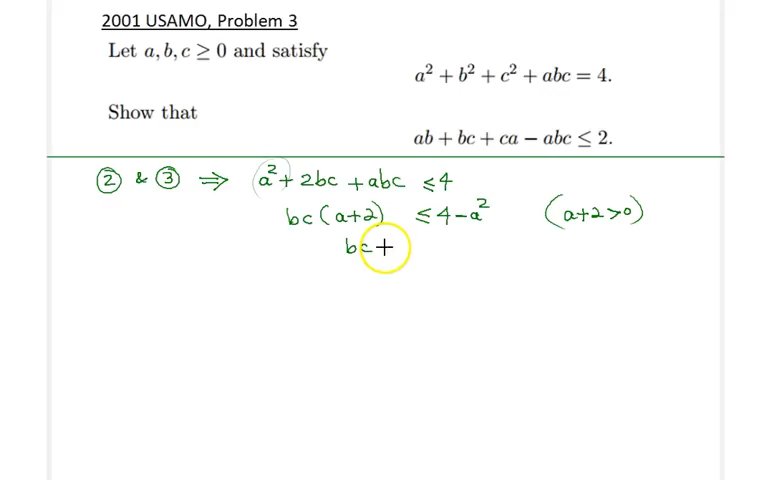 2001 USAMO, Problem 3
Let a, b, c ≥ 0 and satisfy
a² + b² + c² + abc = 4.
Show that
ab + bc + ca − abc ≤ 2.
② & ③ ⇒ a² + 2bc + abc ≤ 4
bc (a+2) ≤ 4 − a² (a+2 > 0)
bc